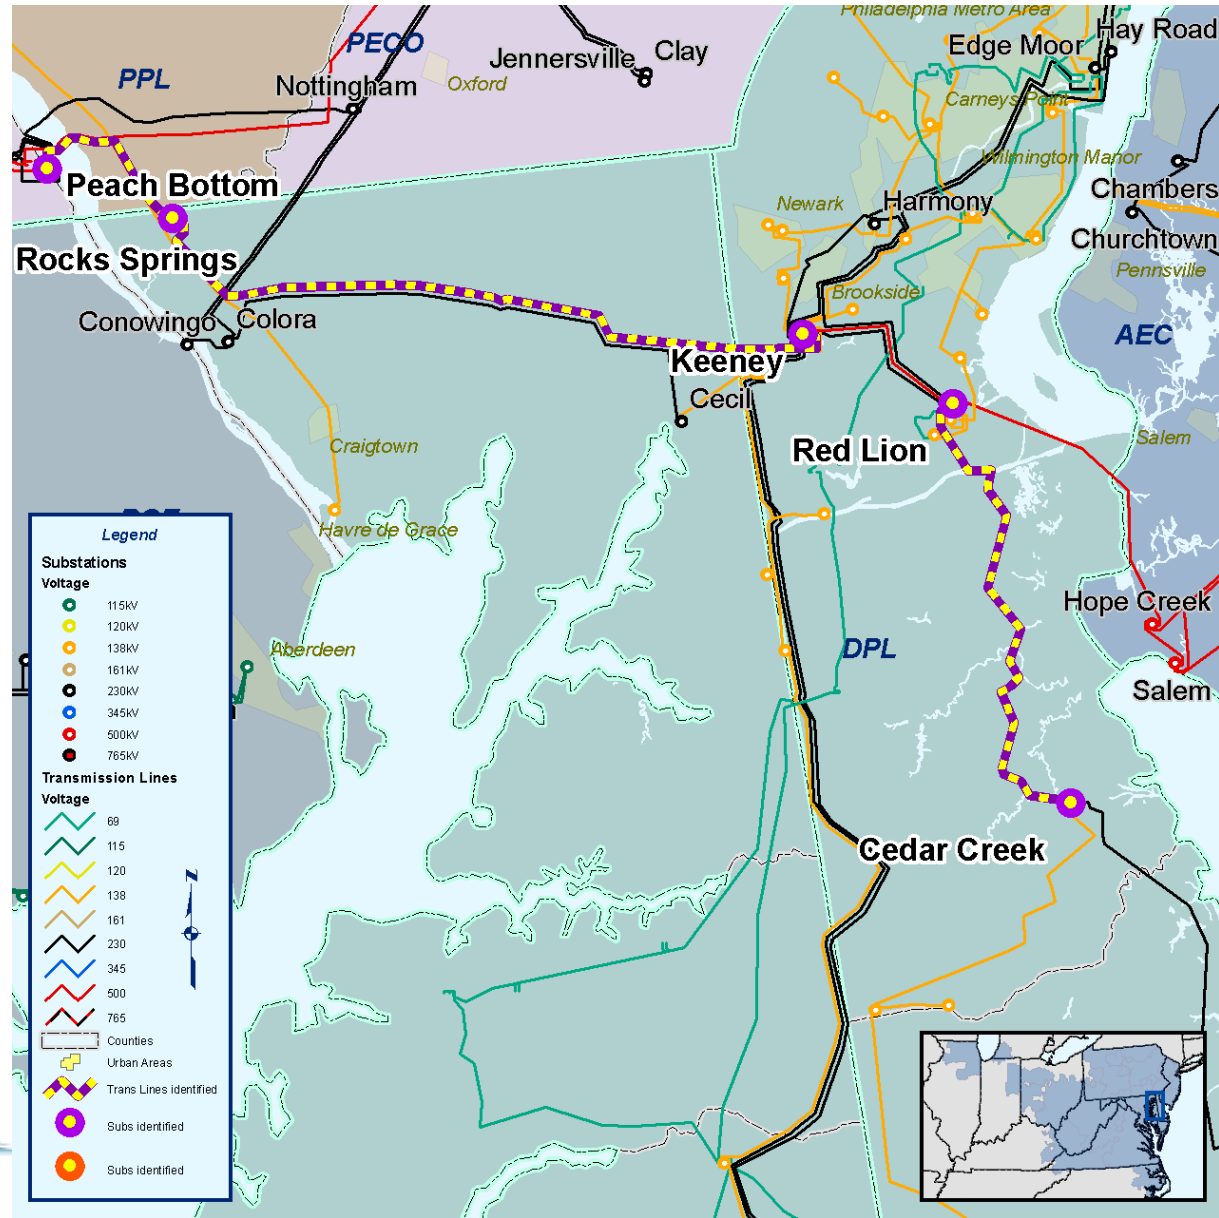 Philadelphia Metro Area
PECO
Hay Road
Edge Moor
Clay
Jennersville
PPL
Oxford
Nottingham
Carneys Point
Wilmington Manor
Peach Bottom
Chambers
Newark
Harmony
Churchtown
Rocks Springs
Pennsville
Brookside
Conowingo
Colora
AEC
Keeney
Cecil
Craigtown
Red Lion
Salem
Havre de Grace
Hope Creek
Aberdeen
DPL
Salem
Cedar Creek
Legend
Substations
Voltage
115kV
120kV
138kV
161kV
230kV
345kV
500kV
765kV
Transmission Lines
Voltage
69
115
120
138
161
230
345
500
765
Counties
Urban Areas
Trans Lines identified
Subs identified
Subs identified
N